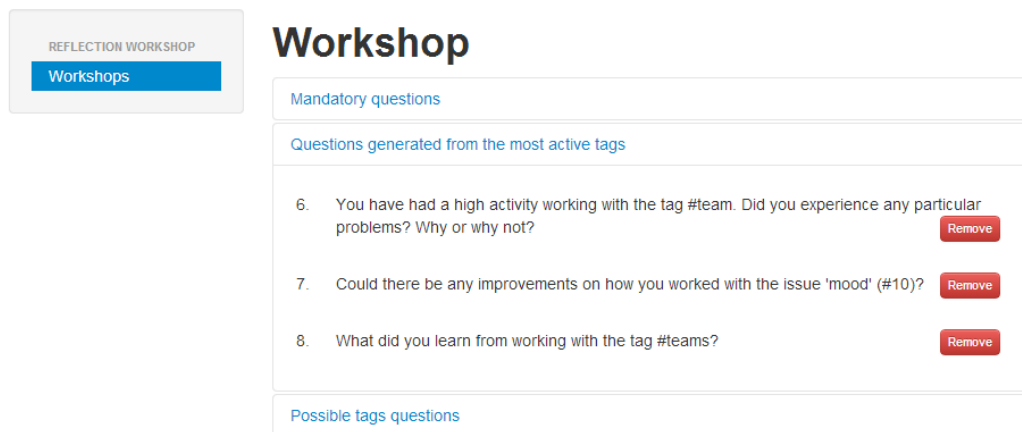 REFLECTION WORKSHOP
Workshops
Workshop
Mandatory questions
Questions generated from the most active tags
6. You have had a high activity working with the tag #team. Did you experience any particular
problems? Why or why not?
Remove
7. Could there be any improvements on how you worked with the issue 'mood' (#10)?
Remove
8. What did you learn from working with the tag #teams?
Remove
Possible tags questions